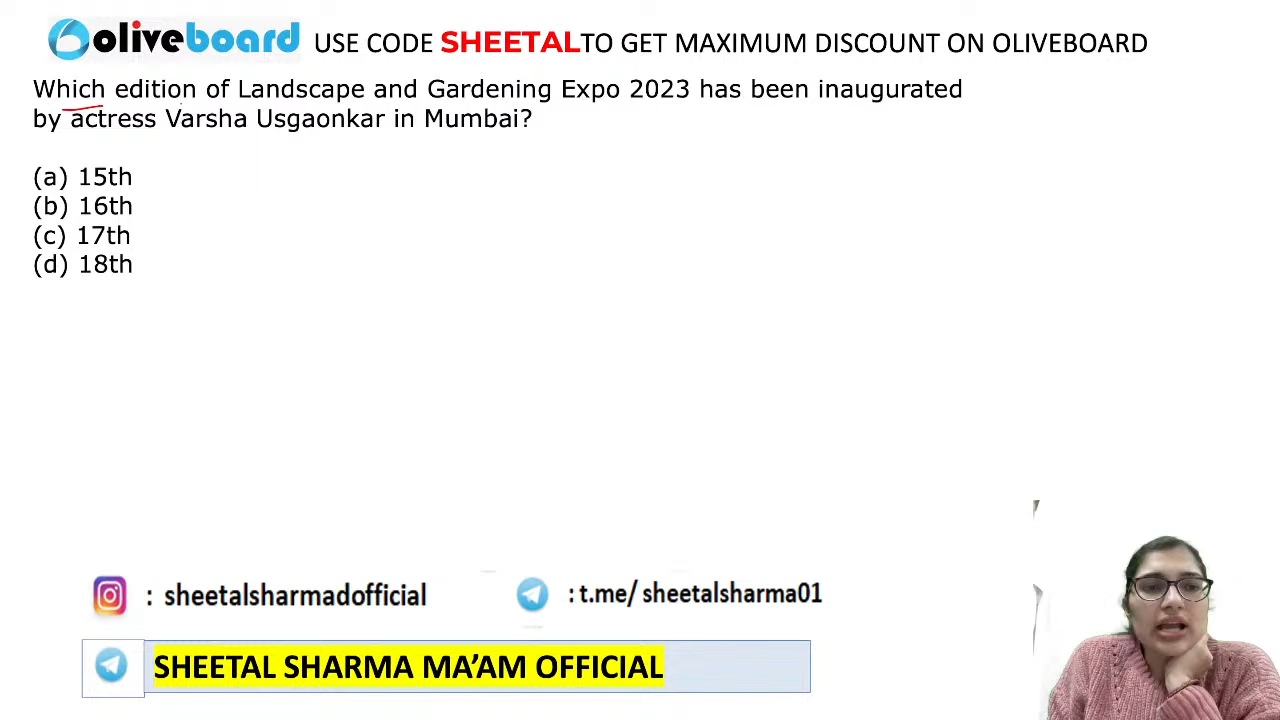 oliveboard USE CODE SHEETAL TO GET MAXIMUM DISCOUNT ON OLIVEBOARD
Which edition of Landscape and Gardening Expo 2023 has been inaugurated
by actress Varsha Usgaonkar in Mumbai?
(a) 15th
(b) 16th
(c) 17th
(d) 18th
: sheetalsharmadofficial : t.me/ sheetalsharma01
SHEETAL SHARMA MA’AM OFFICIAL